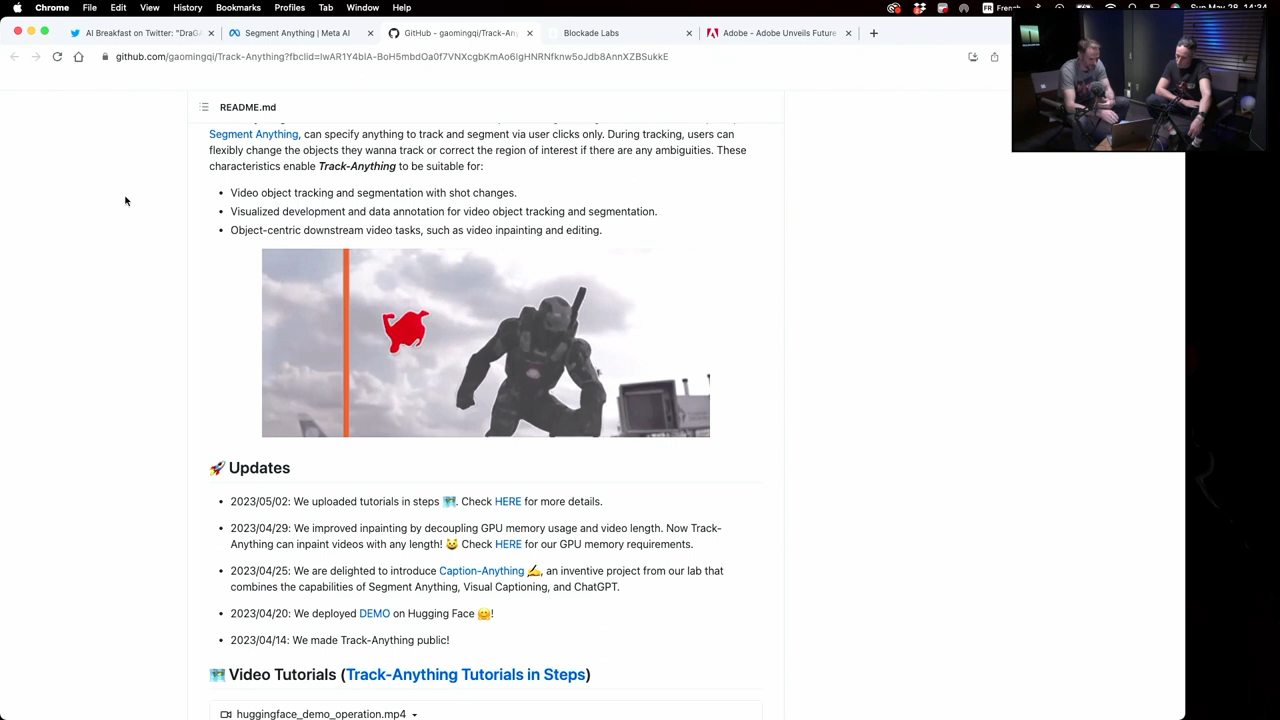 Chrome File Edit View History Bookmarks Profiles Tab Window Help
FR French
Sun May 28 14:34
AI Breakfast on Twitter: "DraGA
Segment Anything | Meta AI
GitHub - gaomingqi/Track-An
Blockade Labs
Adobe - Adobe Unveils Future
README.md
Segment Anything, can specify anything to track and segment via user clicks only. During tracking, users can
flexibly change the objects they wanna track or correct the region of interest if there are any ambiguities. These
characteristics enable Track-Anything to be suitable for:
Video object tracking and segmentation with shot changes.
Visualized development and data annotation for video object tracking and segmentation.
Object-centric downstream video tasks, such as video inpainting and editing.
🚀 Updates
2023/05/02: We uploaded tutorials in steps 🗺️. Check HERE for more details.
2023/04/29: We improved inpainting by decoupling GPU memory usage and video length. Now Track-
Anything can inpaint videos with any length! 😺 Check HERE for our GPU memory requirements.
2023/04/25: We are delighted to introduce Caption-Anything ✍️, an inventive project from our lab that
combines the capabilities of Segment Anything, Visual Captioning, and ChatGPT.
2023/04/20: We deployed DEMO on Hugging Face 🤗!
2023/04/14: We made Track-Anything public!
🗺️ Video Tutorials (Track-Anything Tutorials in Steps)
huggingface_demo_operation.mp4